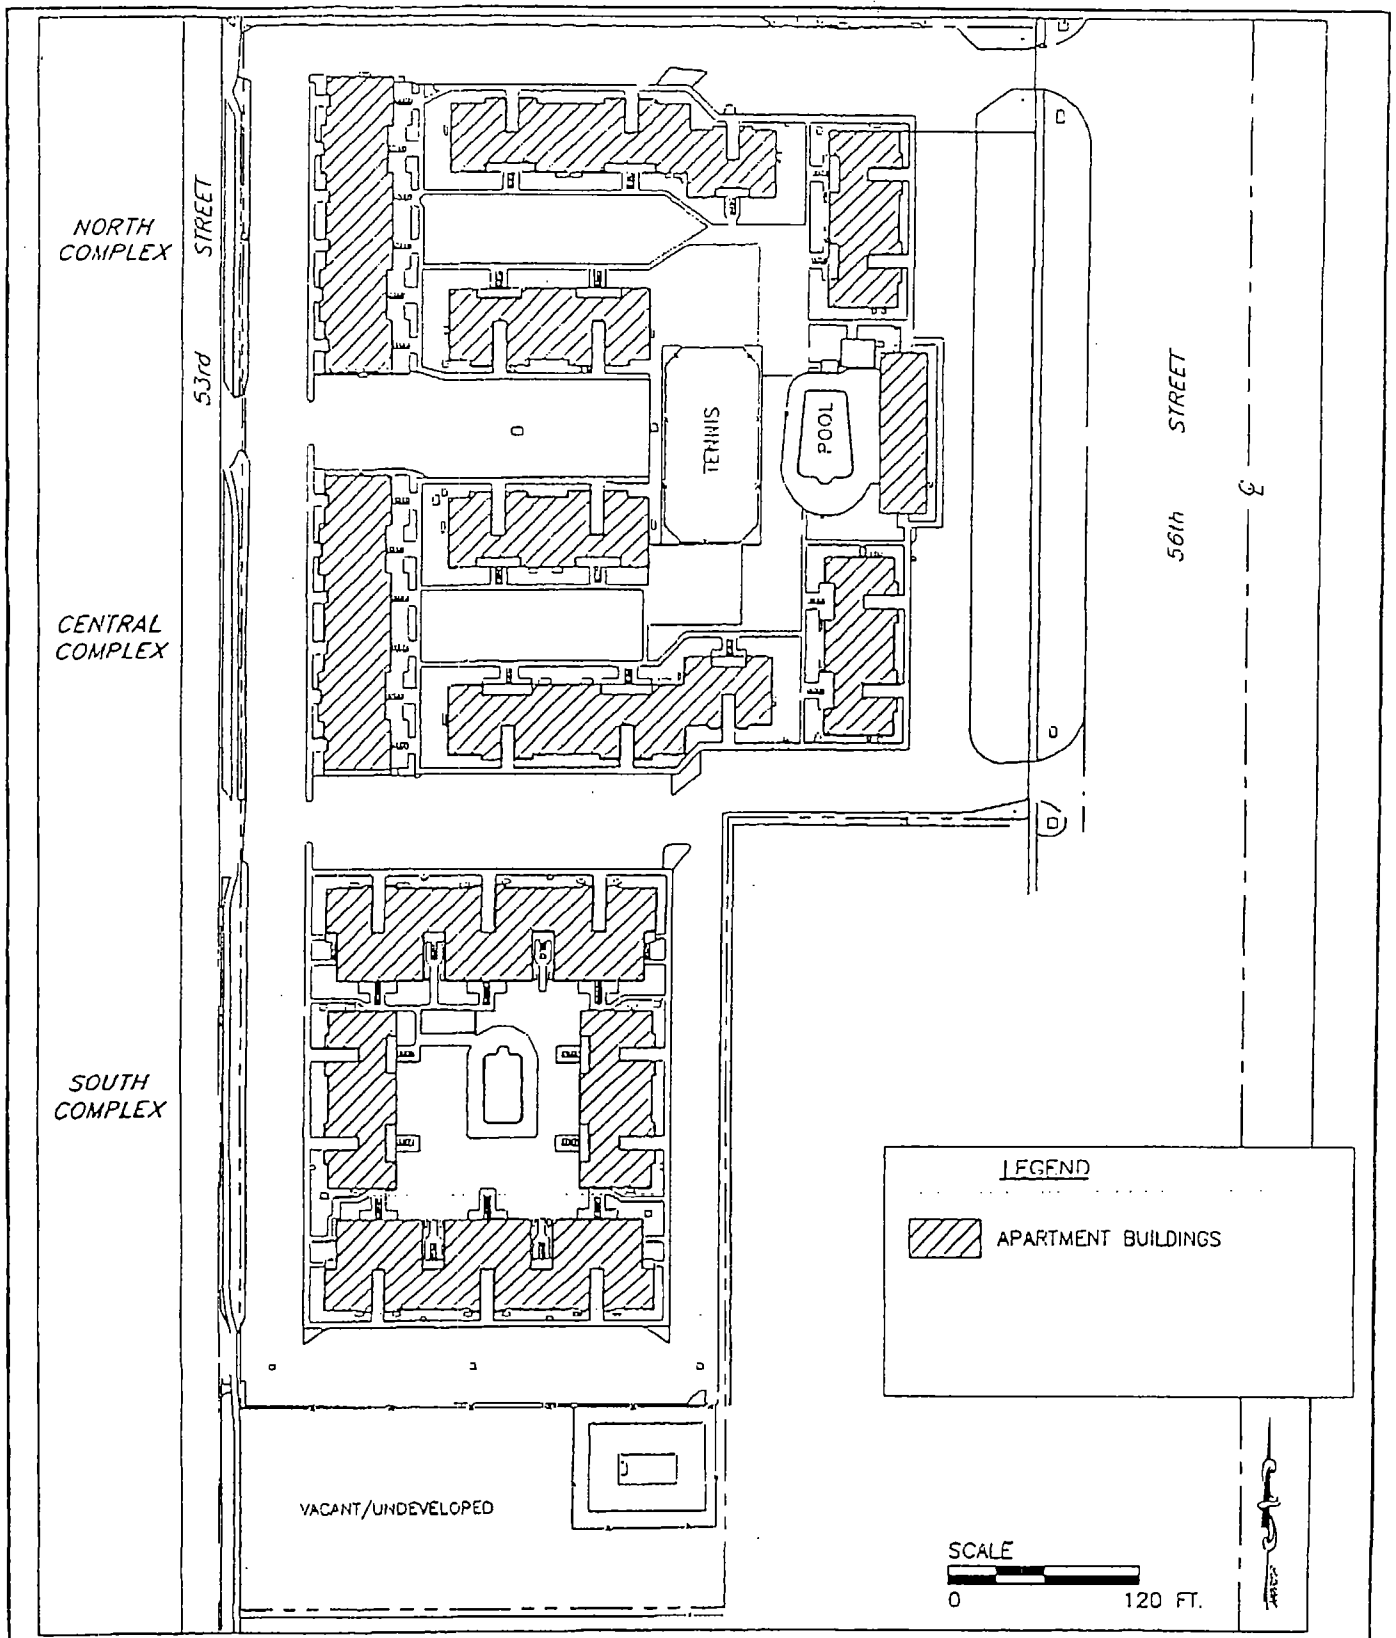 NORTH
COMPLEX
53rd STREET
TENNIS
POOL
56th STREET
CENTRAL
COMPLEX
SOUTH
COMPLEX
LEGEND
APARTMENT BUILDINGS
VACANT/UNDEVELOPED
SCALE
0 120 FT.